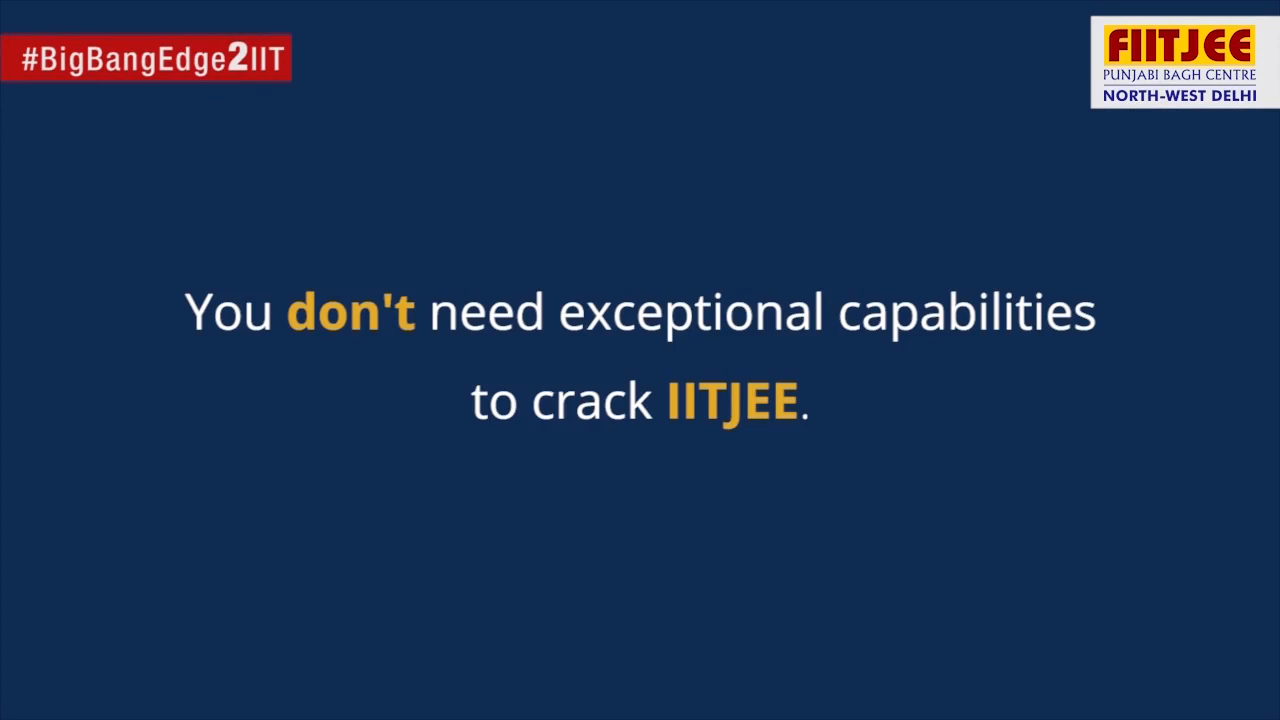 #BigBangEdge2IIT
FIITJEE
PUNJABI BAGH CENTRE
NORTH-WEST DELHI
You don't need exceptional capabilities
to crack IITJEE.